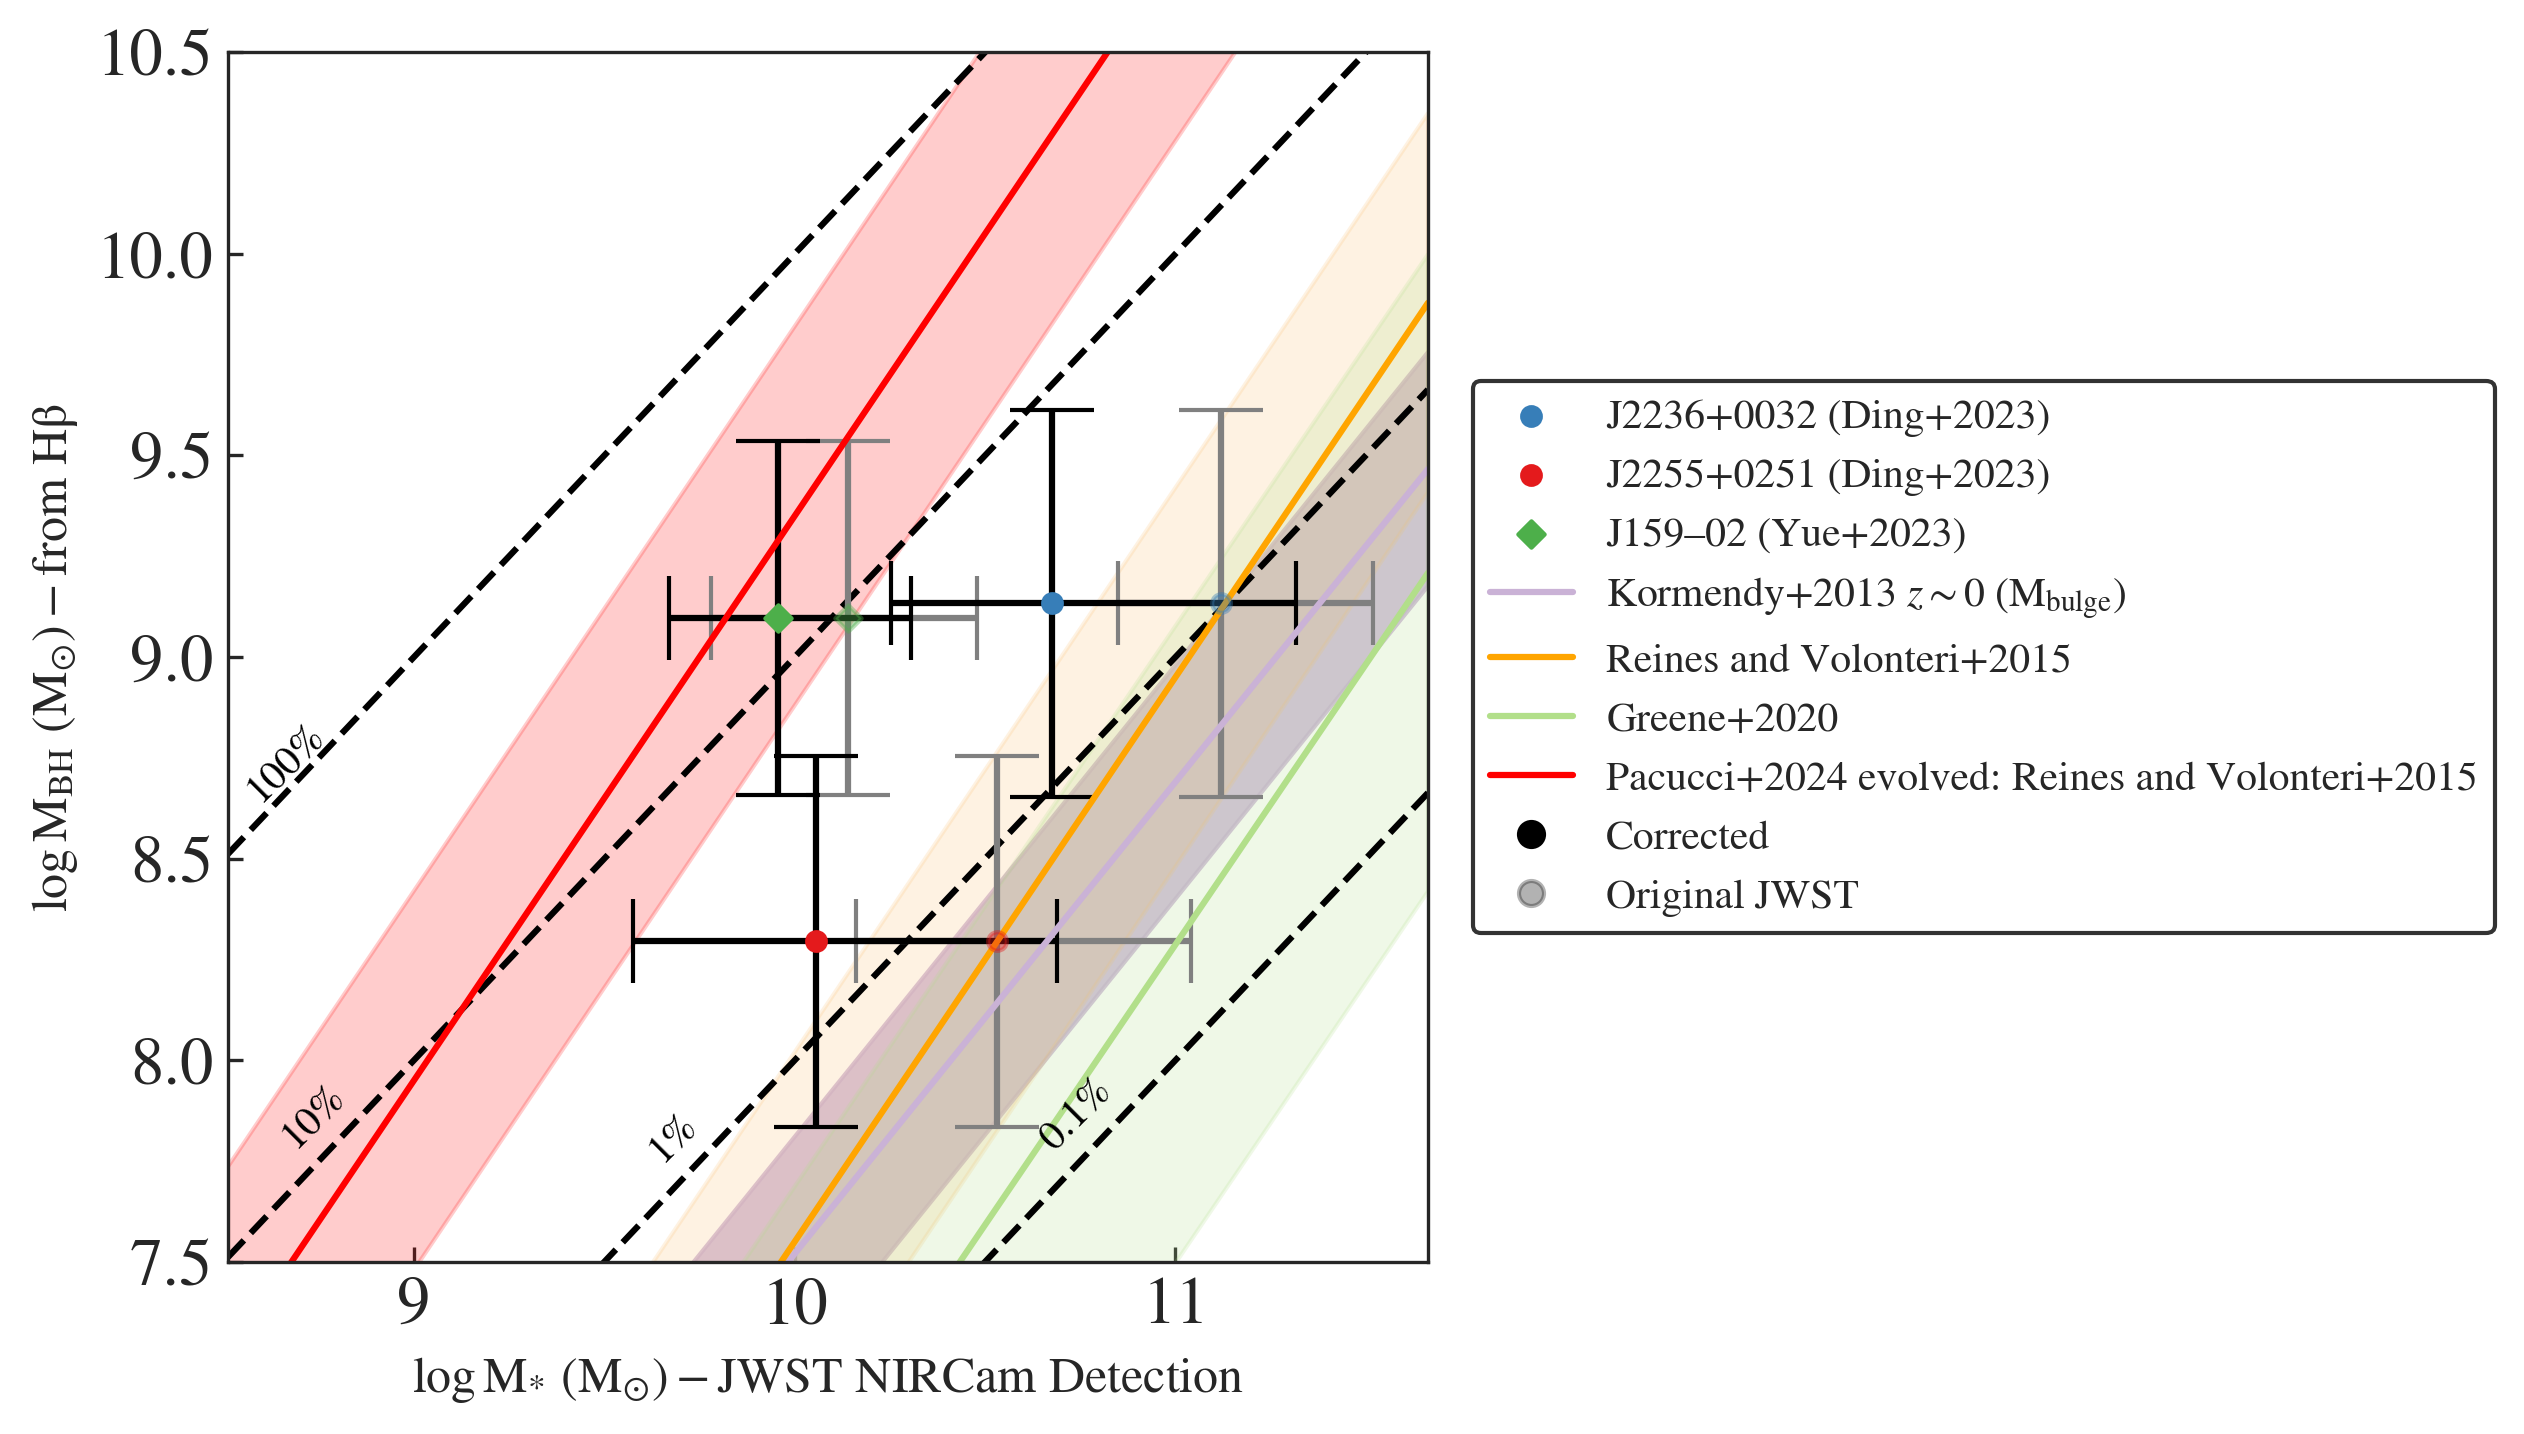 10.5
10.0
9.5
9.0
8.5
8.0
7.5
log M_BH (M_⊙) − from Hβ
100%
10%
1%
0.1%
9
10
11
log M_* (M_⊙) − JWST NIRCam Detection
J2236+0032 (Ding+2023)
J2255+0251 (Ding+2023)
J159–02 (Yue+2023)
Kormendy+2013 z ~ 0 (M_bulge)
Reines and Volonteri+2015
Greene+2020
Pacucci+2024 evolved: Reines and Volonteri+2015
Corrected
Original JWST